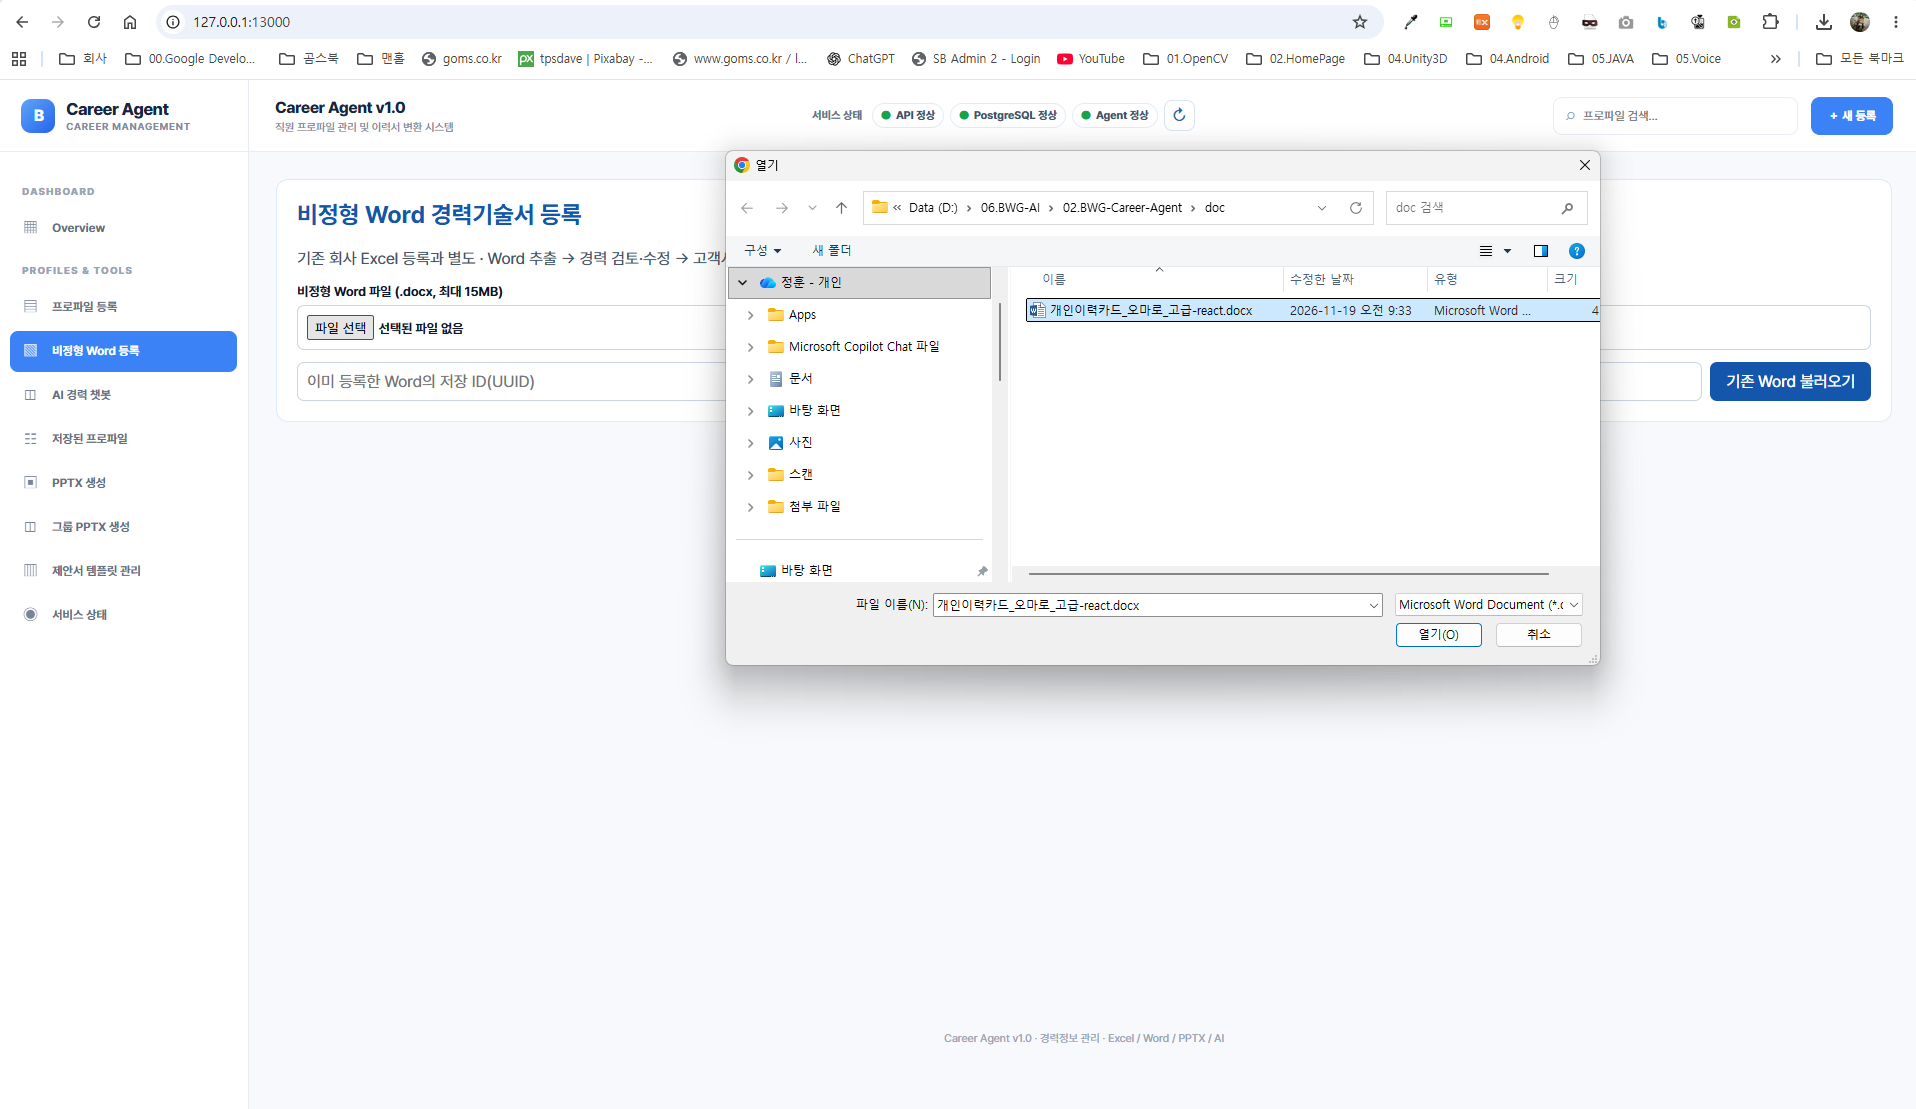 127.0.0.1:13000
회사
00.Google Develo...
곰스북
맨홀
goms.co.kr
tpsdave | Pixabay -...
www.goms.co.kr / l...
ChatGPT
SB Admin 2 - Login
YouTube
01.OpenCV
02.HomePage
04.Unity3D
04.Android
05.JAVA
05.Voice
모든 북마크
B
Career Agent
CAREER MANAGEMENT
Career Agent v1.0
직원 프로파일 관리 및 이력서 변환 시스템
서비스 상태
API 정상
PostgreSQL 정상
Agent 정상
프로파일 검색...
+ 새 등록
DASHBOARD
Overview
PROFILES & TOOLS
프로파일 등록
비정형 Word 등록
AI 경력 챗봇
저장된 프로파일
PPTX 생성
그룹 PPTX 생성
제안서 템플릿 관리
서비스 상태
비정형 Word 경력기술서 등록
기존 회사 Excel 등록과 별도 · Word 추출 → 경력 검토·수정 → 고객사
비정형 Word 파일 (.docx, 최대 15MB)
파일 선택 선택된 파일 없음
이미 등록한 Word의 저장 ID(UUID)
기존 Word 불러오기
열기
« Data (D:) › 06.BWG-AI › 02.BWG-Career-Agent › doc
doc 검색
구성
새 폴더
정훈 - 개인
Apps
Microsoft Copilot Chat 파일
문서
바탕 화면
사진
스캔
첨부 파일
바탕 화면
이름
수정한 날짜
유형
크기
개인이력카드_오마로_고급-react.docx
2026-11-19 오전 9:33
Microsoft Word ...
4
파일 이름(N):
개인이력카드_오마로_고급-react.docx
Microsoft Word Document (*.c
열기(O)
취소
Career Agent v1.0 · 경력정보 관리 · Excel / Word / PPTX / AI